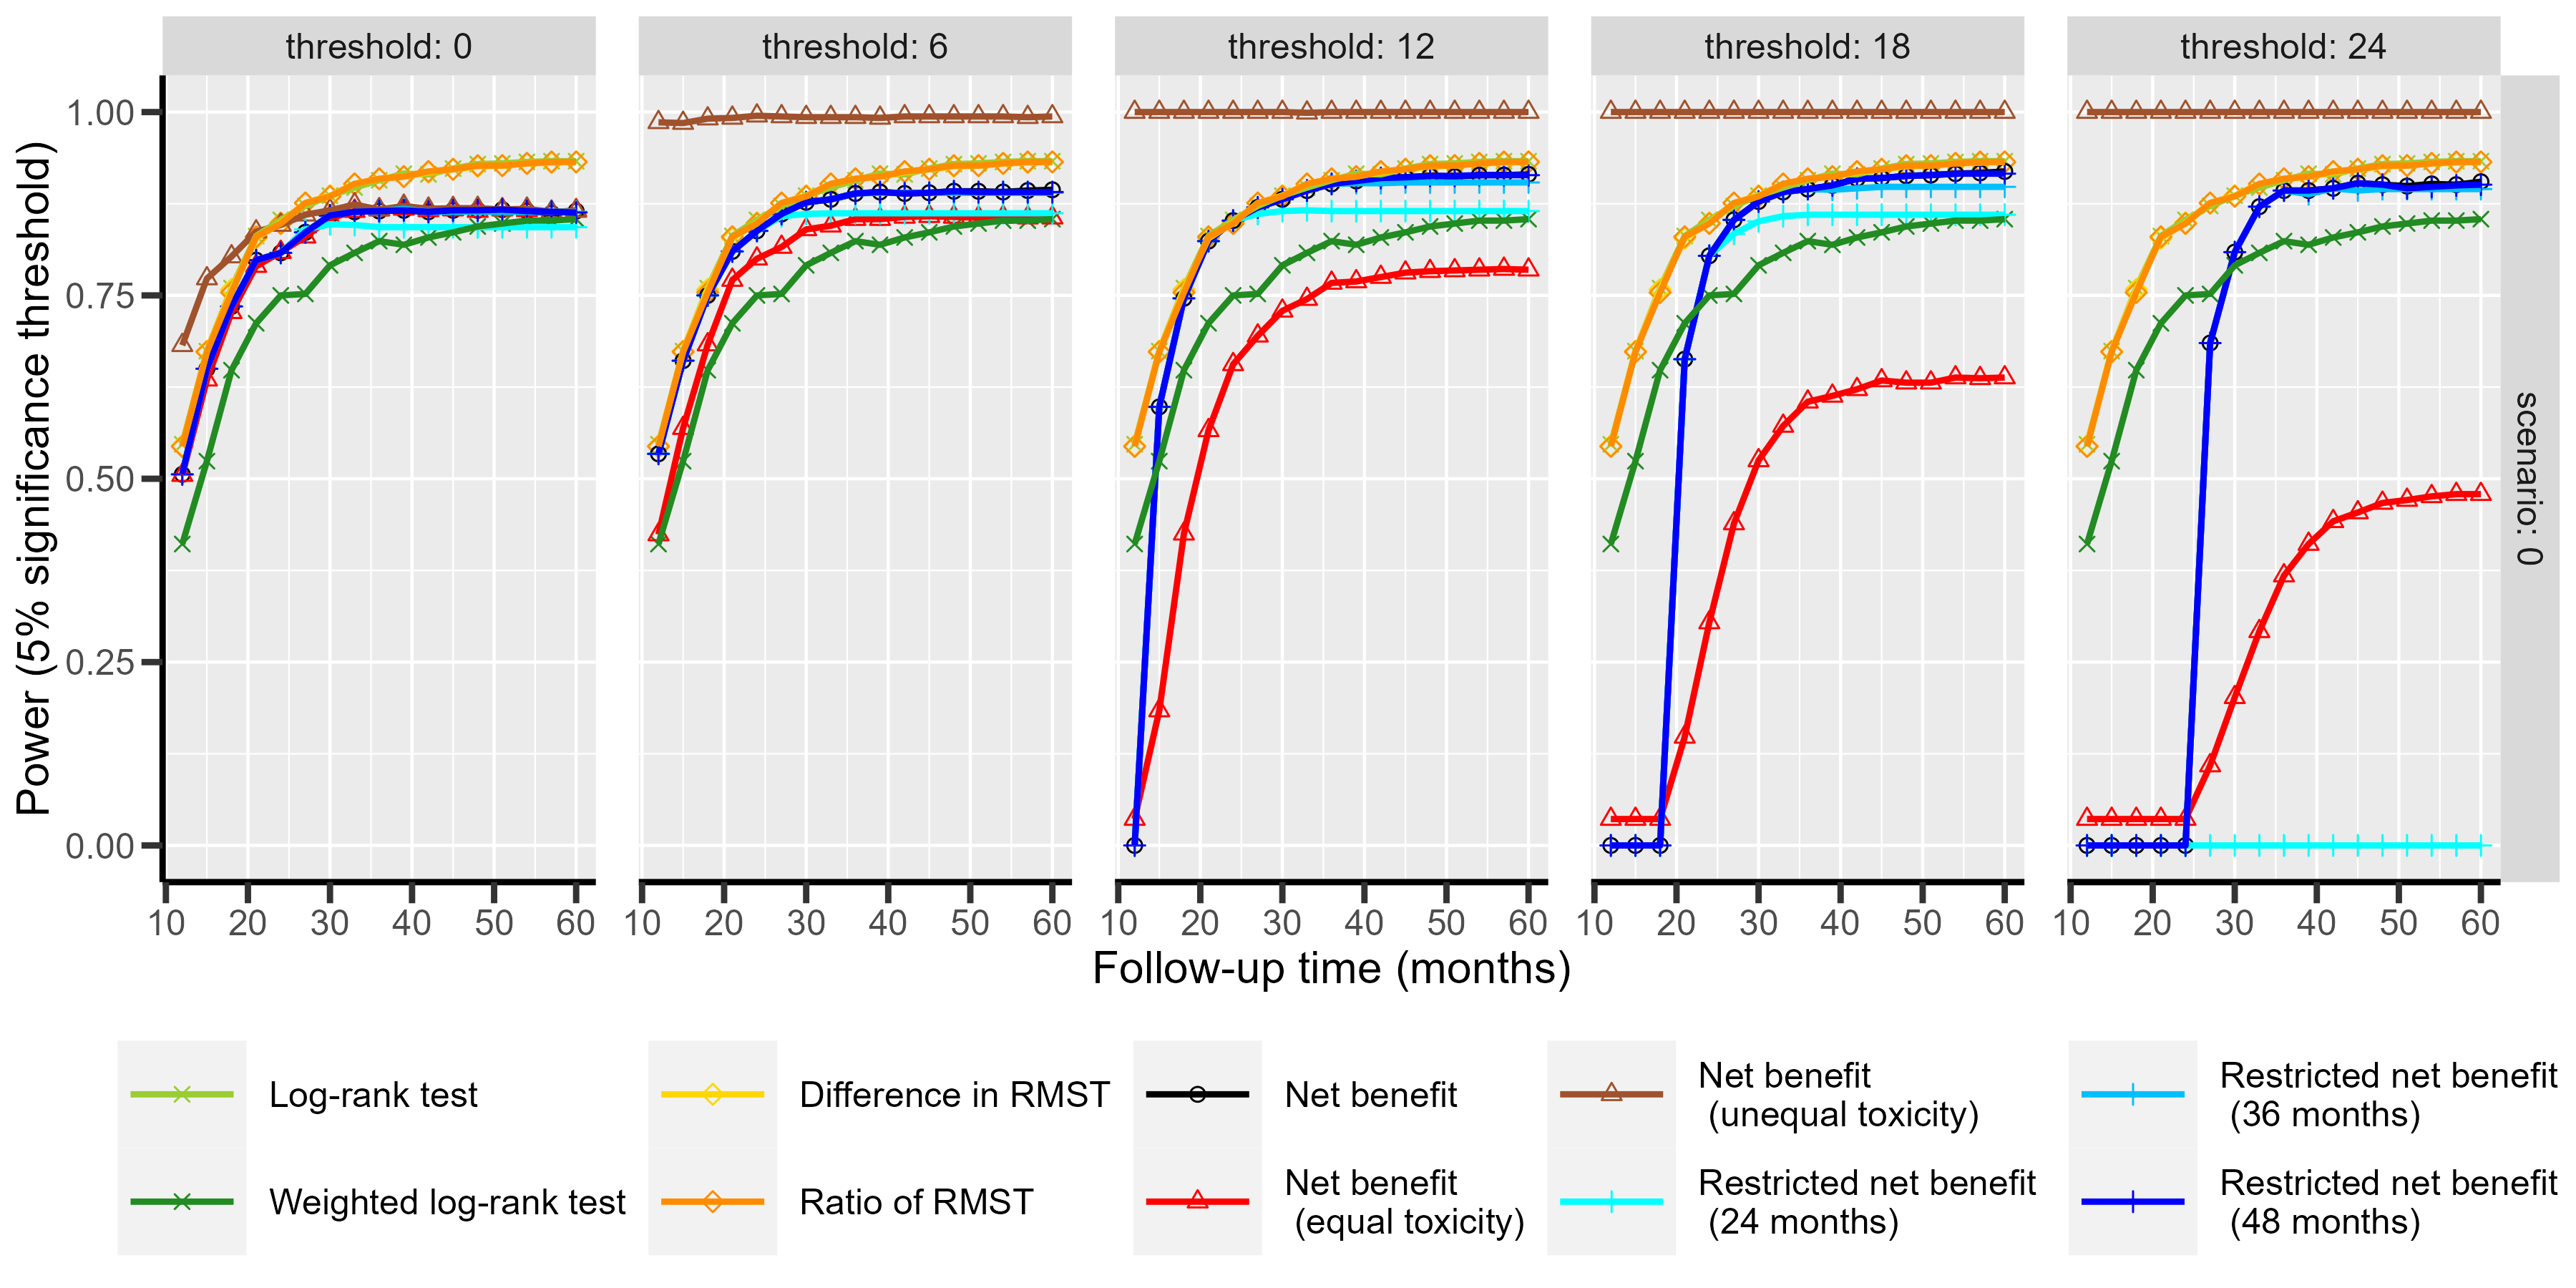 threshold: 0
threshold: 6
threshold: 12
threshold: 18
threshold: 24
scenario: 0
Power (5% significance threshold)
1.00
0.75
0.50
0.25
0.00
10 20 30 40 50 60
10 20 30 40 50 60
10 20 30 40 50 60
10 20 30 40 50 60
10 20 30 40 50 60
Follow-up time (months)
Log-rank test
Weighted log-rank test
Difference in RMST
Ratio of RMST
Net benefit
Net benefit
(equal toxicity)
Net benefit
(unequal toxicity)
Restricted net benefit
(24 months)
Restricted net benefit
(36 months)
Restricted net benefit
(48 months)